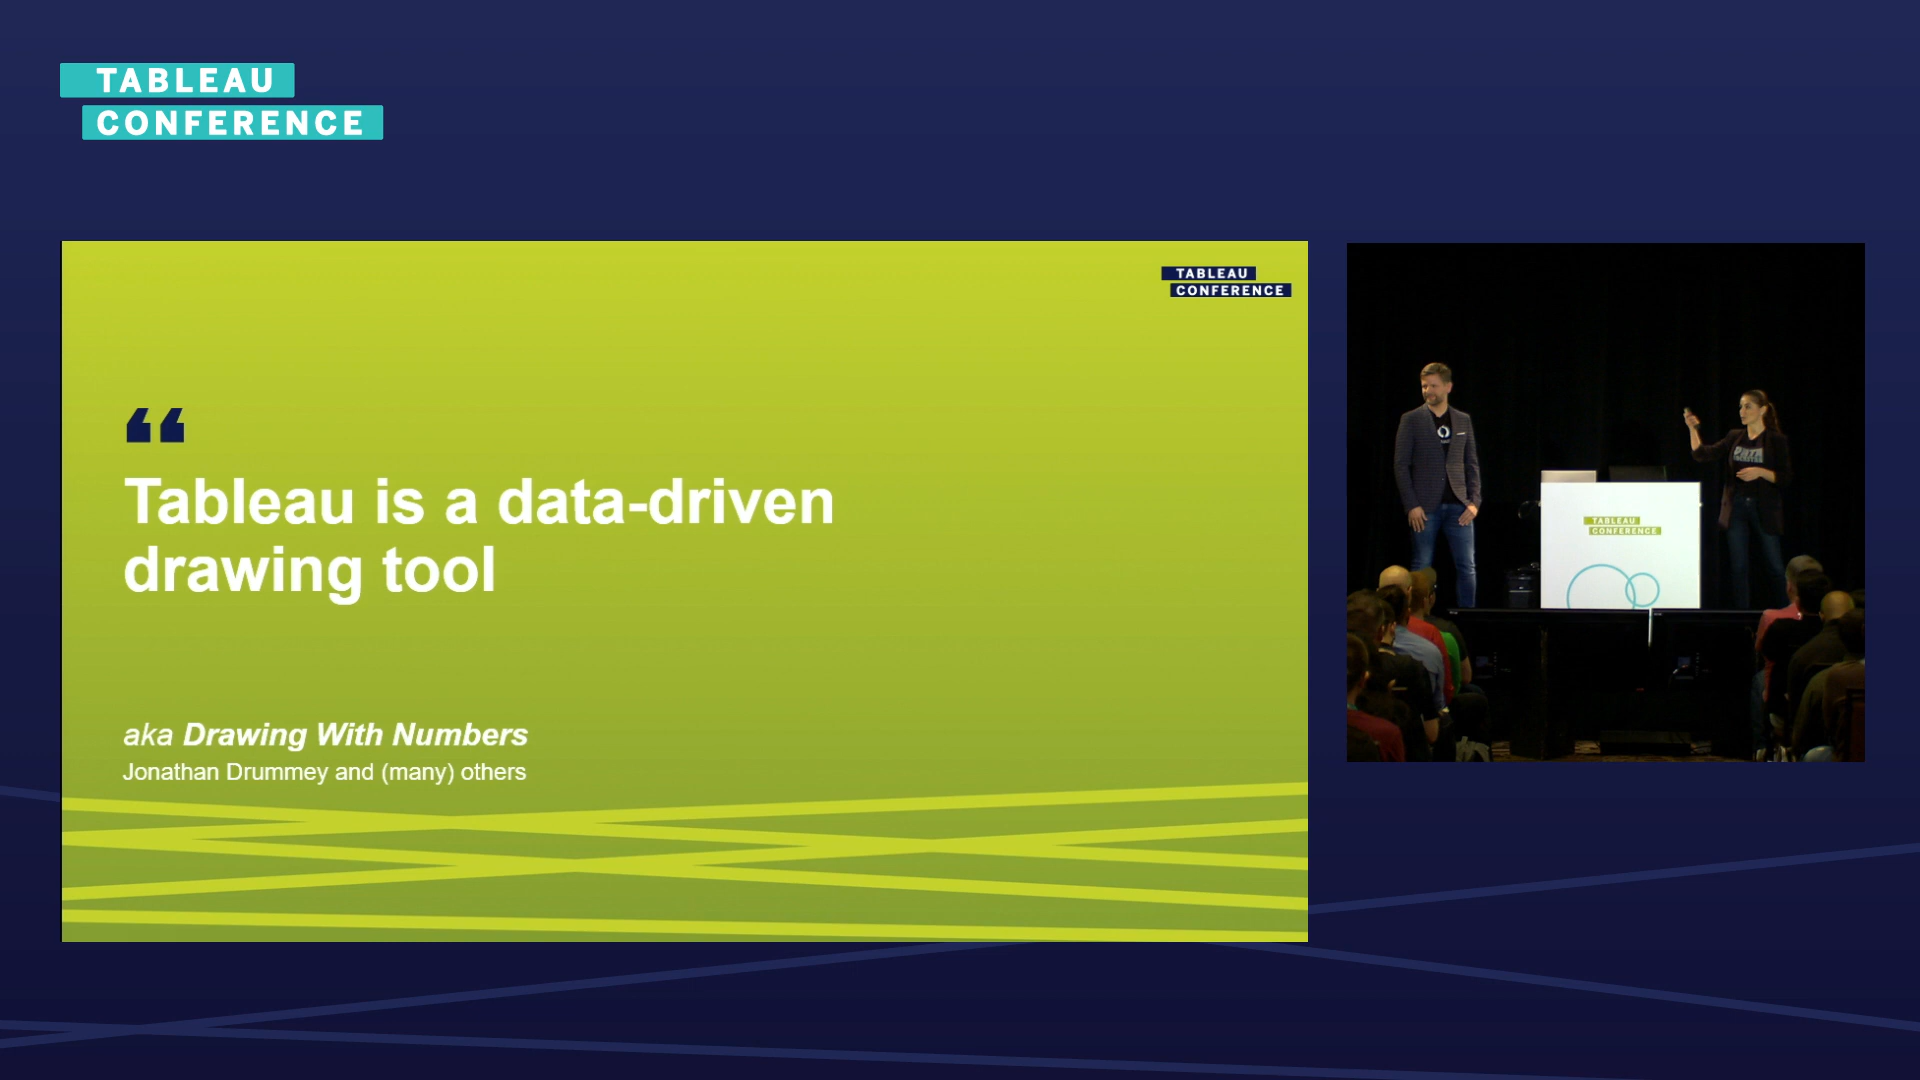 TABLEAU
CONFERENCE
TABLEAU
CONFERENCE
“
Tableau is a data-driven
drawing tool
aka Drawing With Numbers
Jonathan Drummey and (many) others
DATA
TABLEAU
CONFERENCE